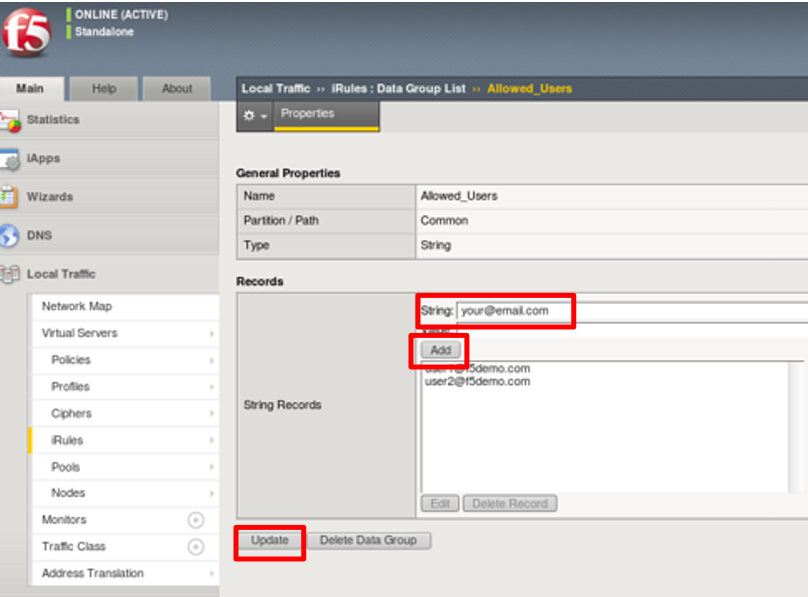 f5
ONLINE (ACTIVE)
Standalone
Main
Help
About
Statistics
iApps
Wizards
DNS
Local Traffic
Network Map
Virtual Servers
Policies
Profiles
Ciphers
iRules
Pools
Nodes
Monitors
Traffic Class
Address Translation
Local Traffic ›› iRules : Data Group List ›› Allowed_Users
Properties
General Properties
Name Allowed_Users
Partition / Path Common
Type String
Records
String Records
String: your@email.com
Add
user1@f5demo.com
user2@f5demo.com
Edit Delete Record
Update Delete Data Group